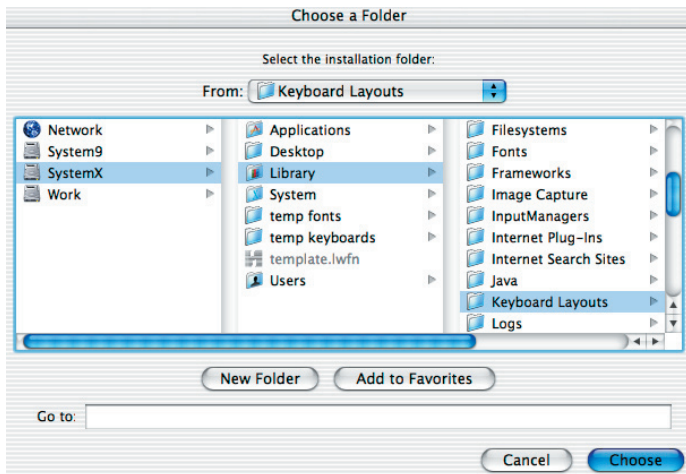 Choose a Folder
Select the installation folder:
From: Keyboard Layouts
Network
System9
SystemX
Work
Applications
Desktop
Library
System
temp fonts
temp keyboards
template.lwfn
Users
Filesystems
Fonts
Frameworks
Image Capture
InputManagers
Internet Plug-Ins
Internet Search Sites
Java
Keyboard Layouts
Logs
New Folder
Add to Favorites
Go to:
Cancel
Choose